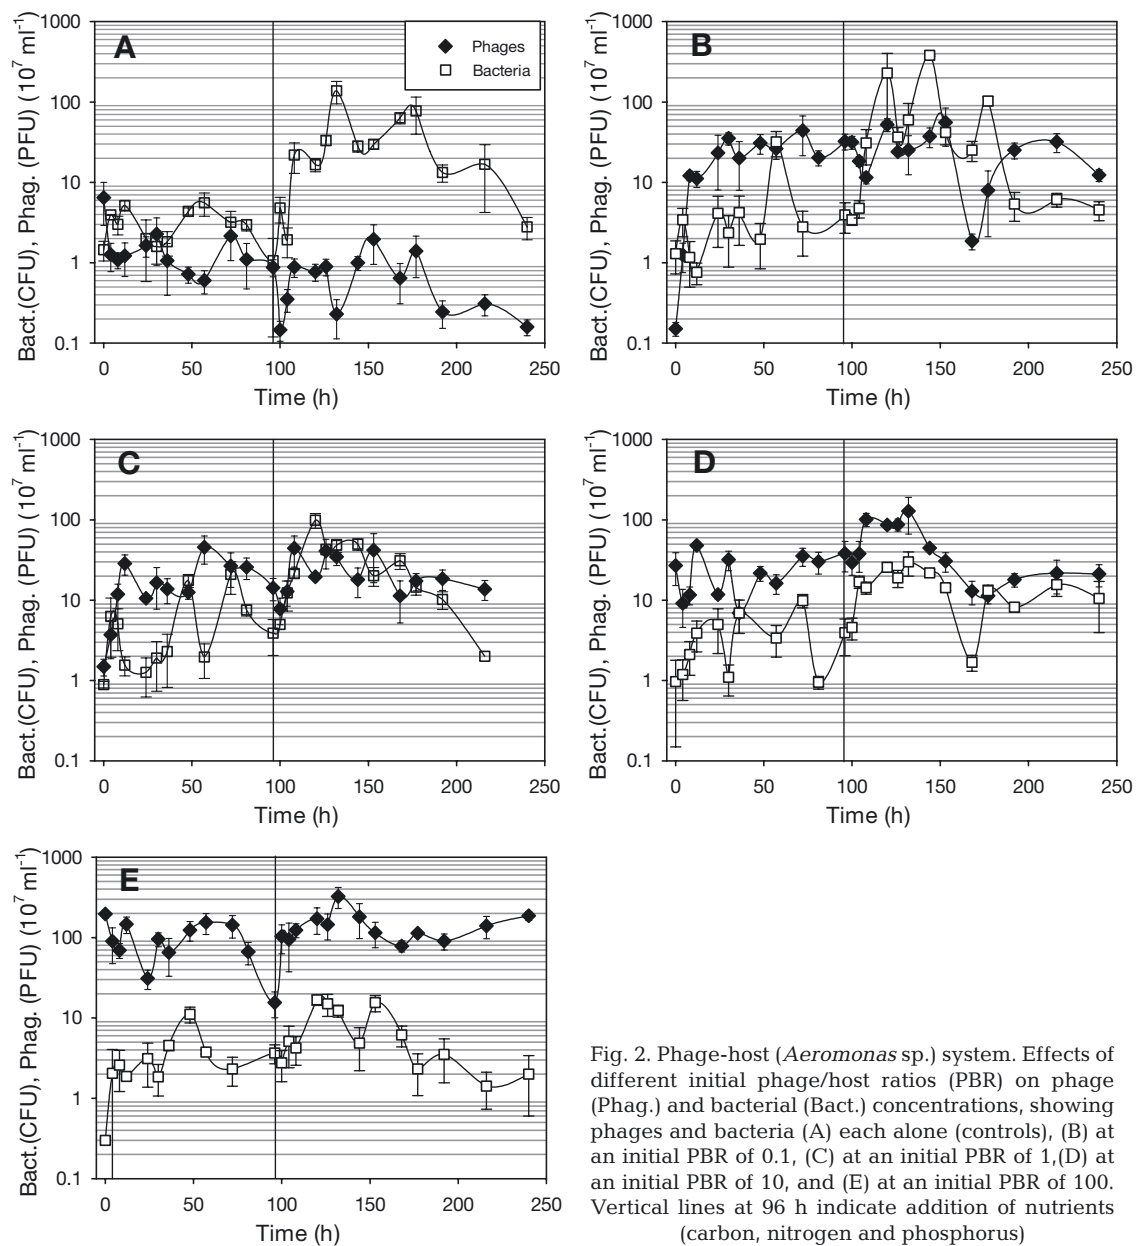 A
Phages
Bacteria
Bact.(CFU), Phag. (PFU) (10⁷ ml⁻¹)
1000
100
10
1
0.1
0 50 100 150 200 250
Time (h)
B
Bact.(CFU), Phag. (PFU) (10⁷ ml⁻¹)
1000
100
10
1
0.1
0 50 100 150 200 250
Time (h)
C
Bact.(CFU), Phag. (PFU) (10⁷ ml⁻¹)
1000
100
10
1
0.1
0 50 100 150 200 250
Time (h)
D
Bact.(CFU), Phag. (PFU) (10⁷ ml⁻¹)
1000
100
10
1
0.1
0 50 100 150 200 250
Time (h)
E
Bact.(CFU), Phag. (PFU) (10⁷ ml⁻¹)
1000
100
10
1
0.1
0 50 100 150 200 250
Time (h)
Fig. 2. Phage-host (Aeromonas sp.) system. Effects of
different initial phage/host ratios (PBR) on phage
(Phag.) and bacterial (Bact.) concentrations, showing
phages and bacteria (A) each alone (controls), (B) at
an initial PBR of 0.1, (C) at an initial PBR of 1,(D) at
an initial PBR of 10, and (E) at an initial PBR of 100.
Vertical lines at 96 h indicate addition of nutrients
(carbon, nitrogen and phosphorus)